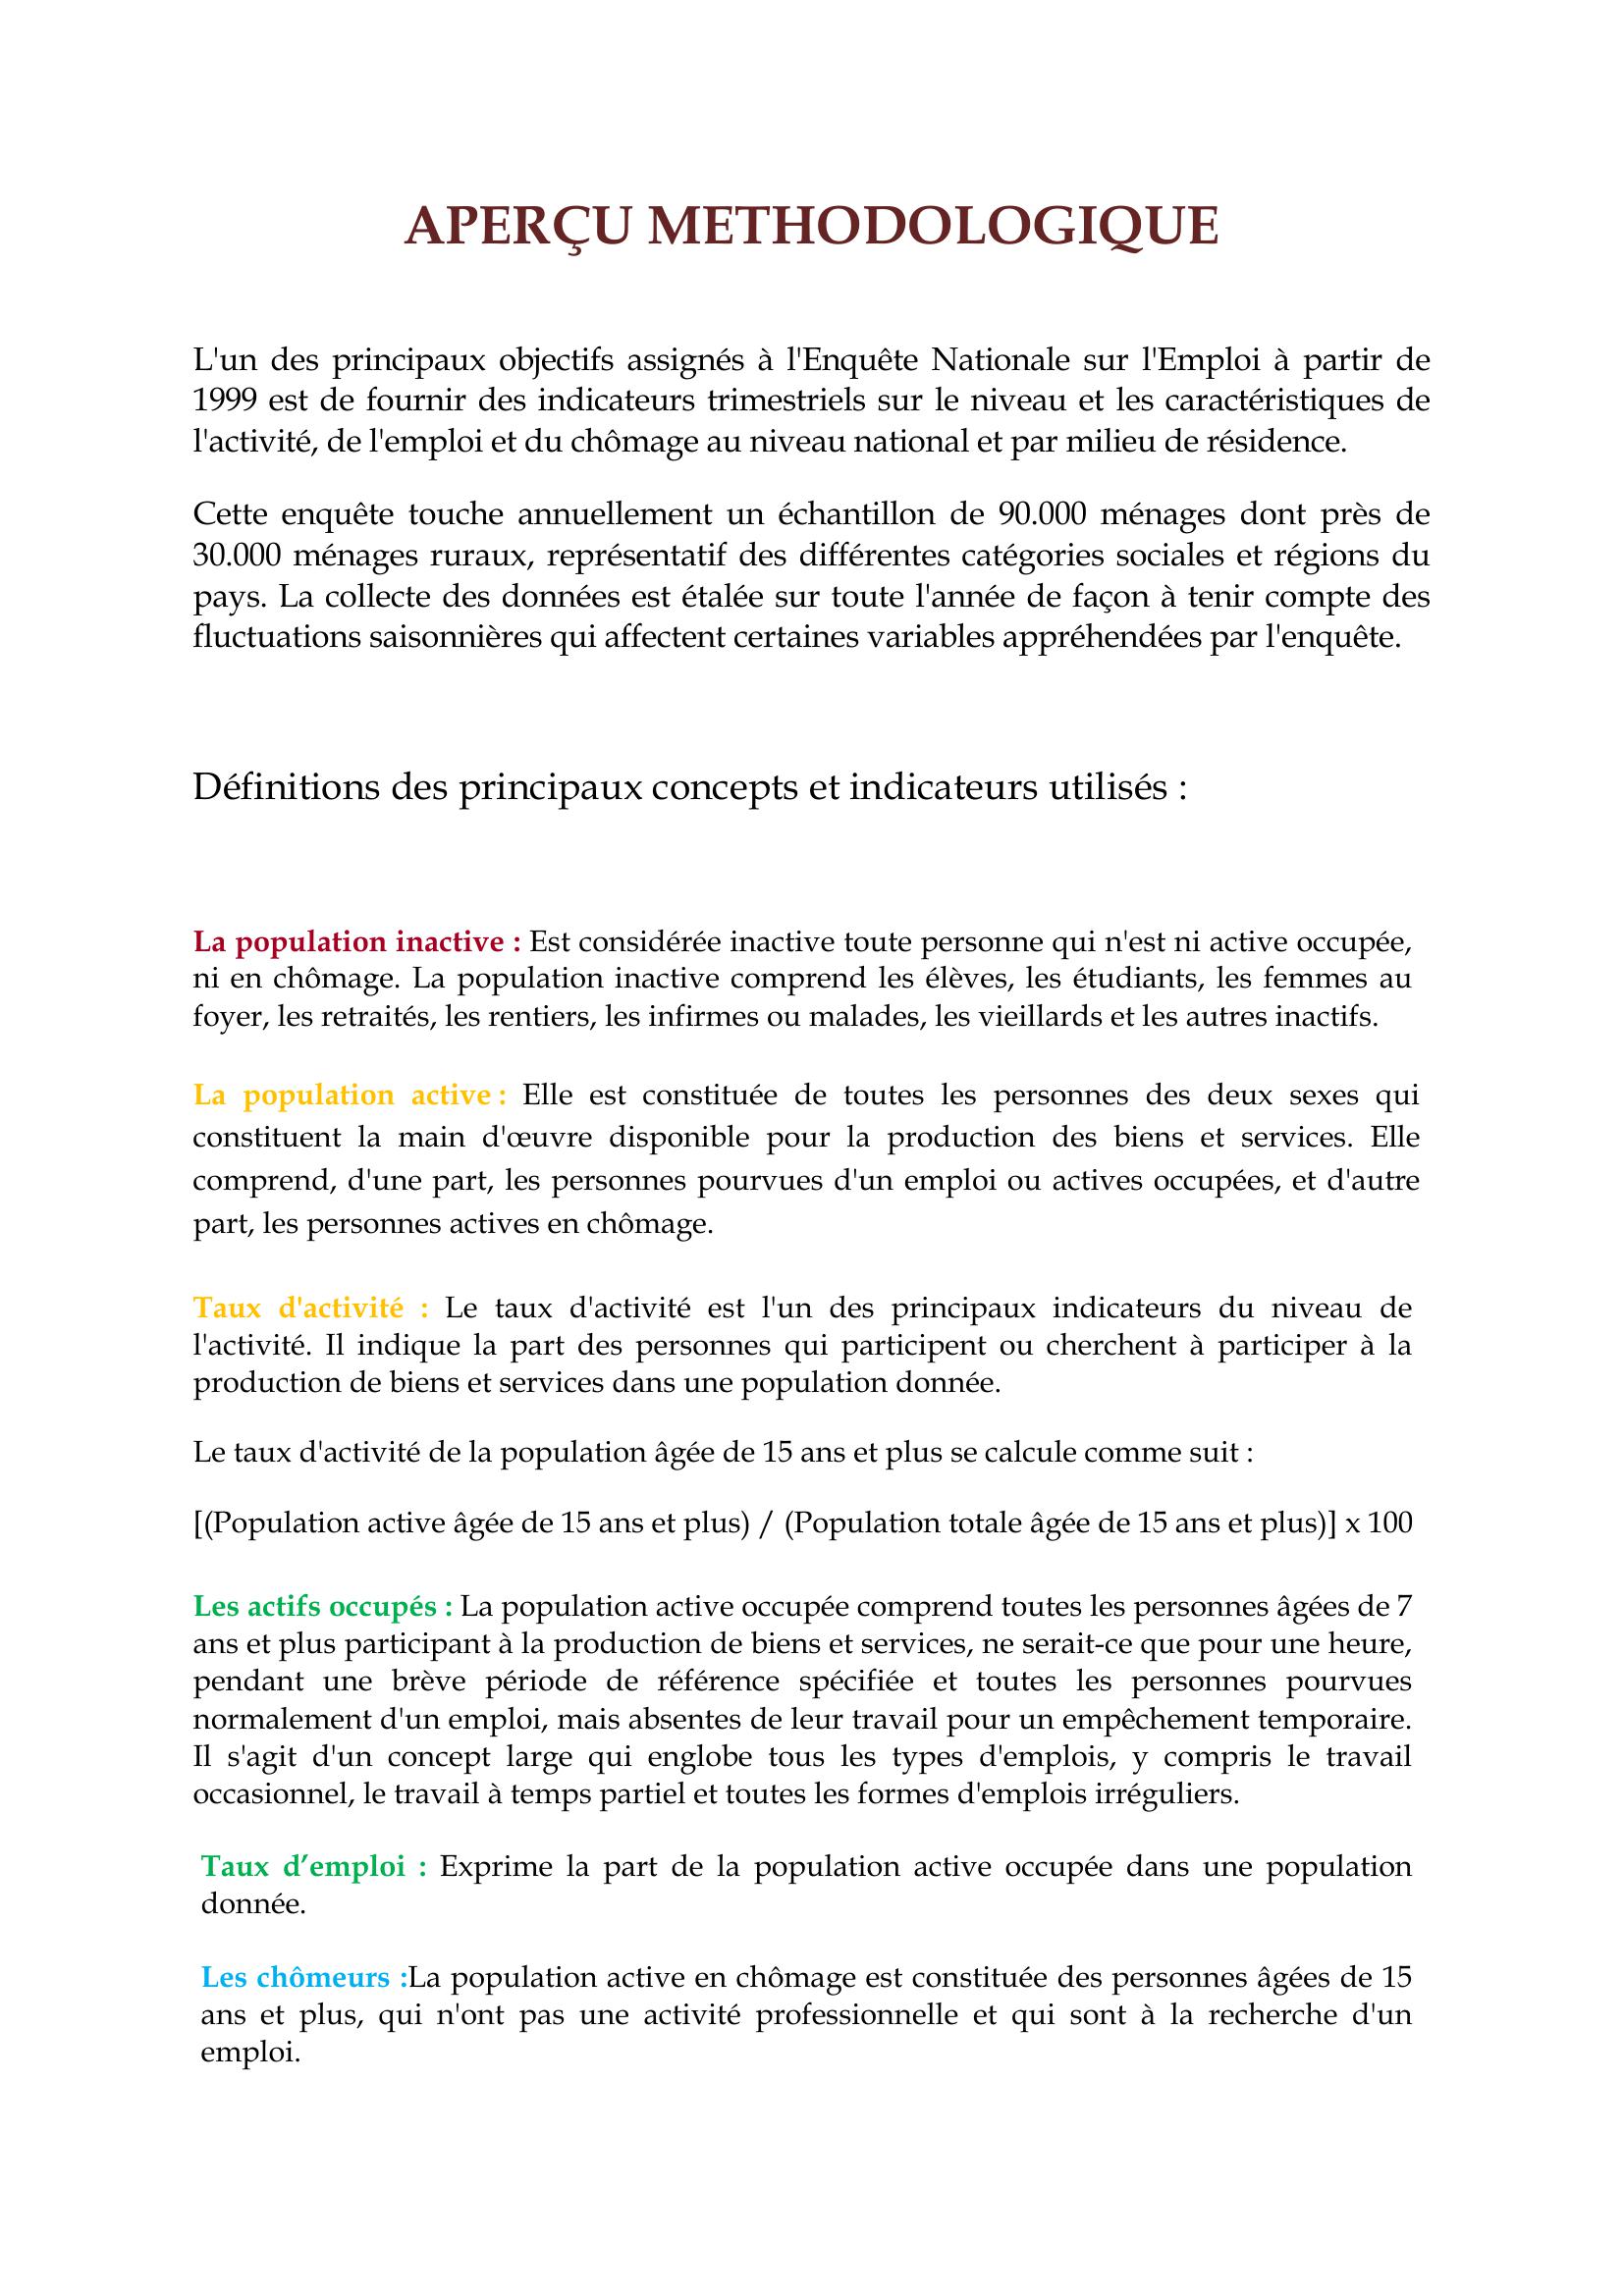 APERÇU METHODOLOGIQUE
L'un des principaux objectifs assignés à l'Enquête Nationale sur l'Emploi à partir de
1999 est de fournir des indicateurs trimestriels sur le niveau et les caractéristiques de
l'activité, de l'emploi et du chômage au niveau national et par milieu de résidence.
Cette enquête touche annuellement un échantillon de 90.000 ménages dont près de
30.000 ménages ruraux, représentatif des différentes catégories sociales et régions du
pays. La collecte des données est étalée sur toute l'année de façon à tenir compte des
fluctuations saisonnières qui affectent certaines variables appréhendées par l'enquête.
Définitions des principaux concepts et indicateurs utilisés :
La population inactive : Est considérée inactive toute personne qui n'est ni active occupée,
ni en chômage. La population inactive comprend les élèves, les étudiants, les femmes au
foyer, les retraités, les rentiers, les infirmes ou malades, les vieillards et les autres inactifs.
La population active : Elle est constituée de toutes les personnes des deux sexes qui
constituent la main d'œuvre disponible pour la production des biens et services. Elle
comprend, d'une part, les personnes pourvues d'un emploi ou actives occupées, et d'autre
part, les personnes actives en chômage.
Taux d'activité : Le taux d'activité est l'un des principaux indicateurs du niveau de
l'activité. Il indique la part des personnes qui participent ou cherchent à participer à la
production de biens et services dans une population donnée.
Le taux d'activité de la population âgée de 15 ans et plus se calcule comme suit :
[(Population active âgée de 15 ans et plus) / (Population totale âgée de 15 ans et plus)] x 100
Les actifs occupés : La population active occupée comprend toutes les personnes âgées de 7
ans et plus participant à la production de biens et services, ne serait-ce que pour une heure,
pendant une brève période de référence spécifiée et toutes les personnes pourvues
normalement d'un emploi, mais absentes de leur travail pour un empêchement temporaire.
Il s'agit d'un concept large qui englobe tous les types d'emplois, y compris le travail
occasionnel, le travail à temps partiel et toutes les formes d'emplois irréguliers.
Taux d’emploi : Exprime la part de la population active occupée dans une population
donnée.
Les chômeurs :La population active en chômage est constituée des personnes âgées de 15
ans et plus, qui n'ont pas une activité professionnelle et qui sont à la recherche d'un
emploi.